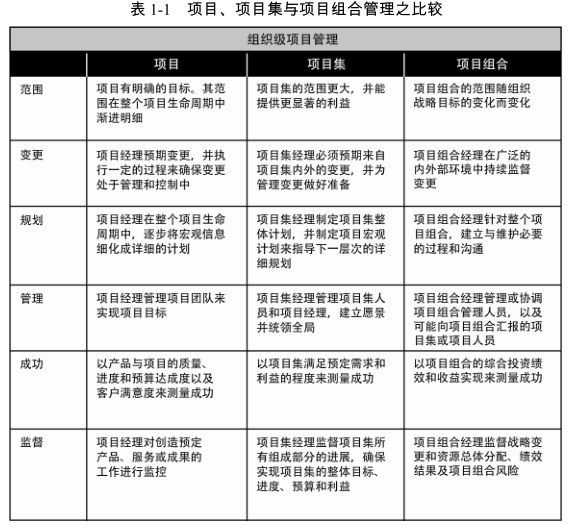 表 1-1 项目、项目集与项目组合管理之比较
组织级项目管理
项目 项目集 项目组合
范围
项目有明确的目标。其范
围在整个项目生命周期中
渐进明细
项目集的范围更大，并能
提供更显著的利益
项目组合的范围随组织
战略目标的变化而变化
变更
项目经理预期变更，并执
行一定的过程来确保变更
处于管理和控制中
项目集经理必须预期来自
项目集内外的变更，并为
管理变更做好准备
项目组合经理在广泛的
内外部环境中持续监督
变更
规划
项目经理在整个项目生命
周期中，逐步将宏观信息
细化成详细的计划
项目集经理制定项目集整
体计划，并制定项目宏观
计划来指导下一层次的详
细规划
项目组合经理针对整个项
目组合，建立与维护必要
的过程和沟通
管理
项目经理管理项目团队来
实现项目目标
项目集经理管理项目集人
员和项目经理，建立愿景
并统领全局
项目组合经理管理或协调
项目组合管理人员，以及
可能向项目组合汇报的项
目集或项目人员
成功
以产品与项目的质量、
进度和预算达成度以及
客户满意度来测量成功
以项目集满足预定需求和
利益的程度来测量成功
以项目组合的综合投资绩
效和收益实现来测量成功
监督
项目经理对创造预定
产品、服务或成果的
工作进行监控
项目集经理监督项目集所
有组成部分的进展，确保
实现项目集的整体目标、
进度、预算和利益
项目组合经理监督战略变
更和资源总体分配、绩效
结果及项目组合风险